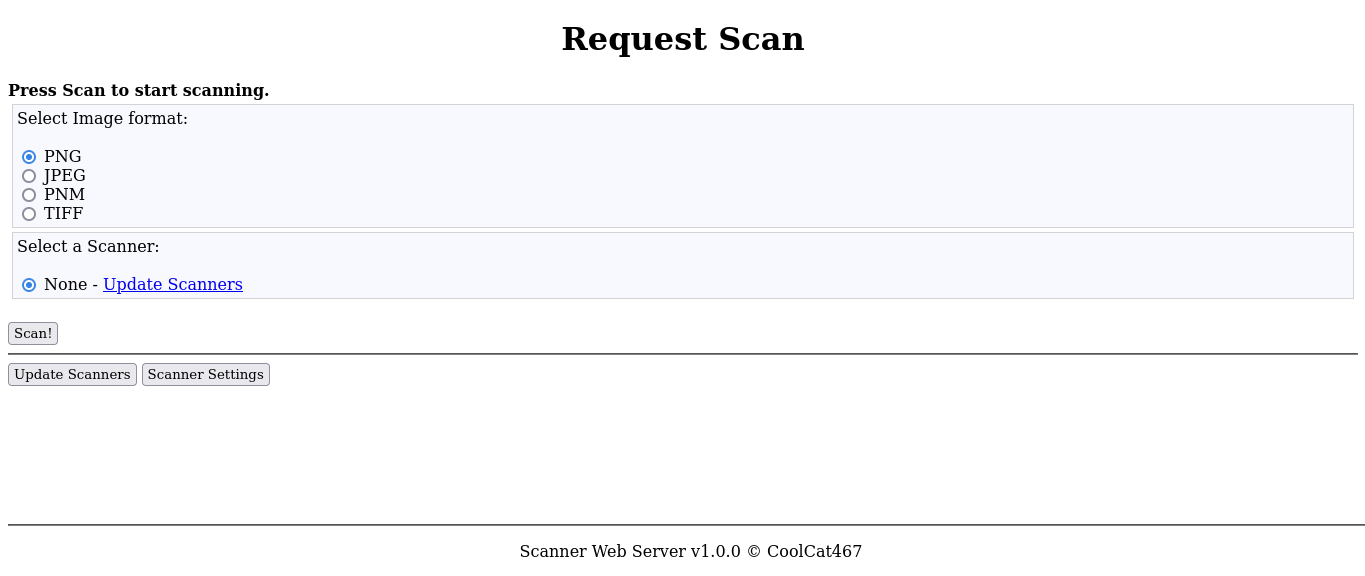 Request Scan
Press Scan to start scanning.
Select Image format:
PNG
JPEG
PNM
TIFF
Select a Scanner:
None - Update Scanners
Scan!
Update Scanners Scanner Settings
Scanner Web Server v1.0.0 © CoolCat467